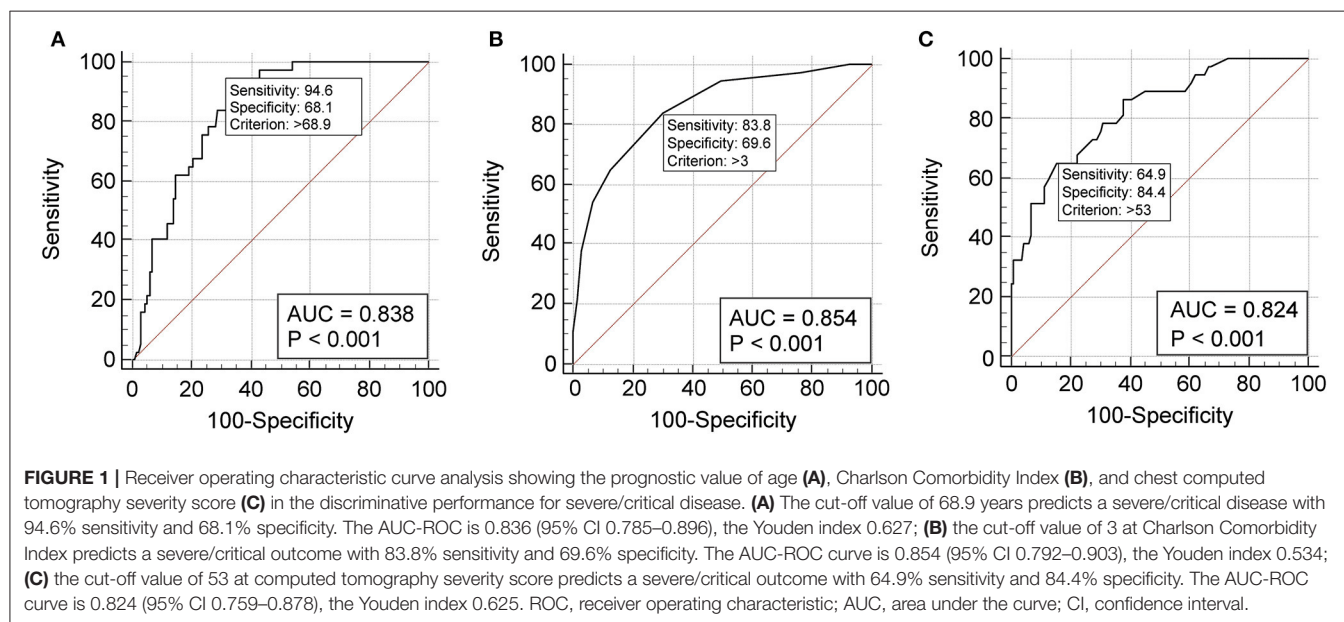 A
Sensitivity
100
80
60
40
20
0
Sensitivity: 94.6
Specificity: 68.1
Criterion: >68.9
AUC = 0.838
P < 0.001
0 20 40 60 80 100
100-Specificity
B
Sensitivity
100
80
60
40
20
0
Sensitivity: 83.8
Specificity: 69.6
Criterion: >3
AUC = 0.854
P < 0.001
0 20 40 60 80 100
100-Specificity
C
Sensitivity
100
80
60
40
20
0
Sensitivity: 64.9
Specificity: 84.4
Criterion: >53
AUC = 0.824
P < 0.001
0 20 40 60 80 100
100-Specificity
FIGURE 1 | Receiver operating characteristic curve analysis showing the prognostic value of age (A), Charlson Comorbidity Index (B), and chest computed
tomography severity score (C) in the discriminative performance for severe/critical disease. (A) The cut-off value of 68.9 years predicts a severe/critical disease with
94.6% sensitivity and 68.1% specificity. The AUC-ROC is 0.836 (95% CI 0.785–0.896), the Youden index 0.627; (B) the cut-off value of 3 at Charlson Comorbidity
Index predicts a severe/critical outcome with 83.8% sensitivity and 69.6% specificity. The AUC-ROC curve is 0.854 (95% CI 0.792–0.903), the Youden index 0.534;
(C) the cut-off value of 53 at computed tomography severity score predicts a severe/critical outcome with 64.9% sensitivity and 84.4% specificity. The AUC-ROC
curve is 0.824 (95% CI 0.759–0.878), the Youden index 0.625. ROC, receiver operating characteristic; AUC, area under the curve; CI, confidence interval.